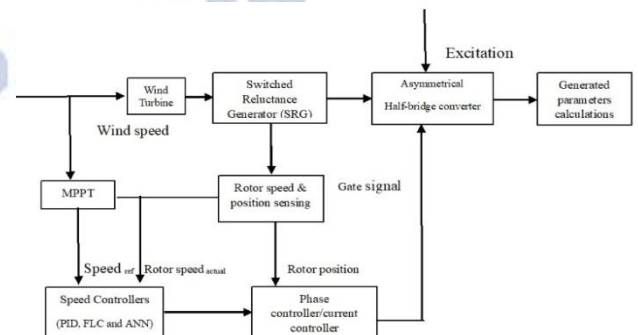 Excitation
Wind
Turbine
Switched
Reluctance
Generator (SRG)
Asymmetrical
Half-bridge converter
Generated
parameters
calculations
Wind speed
MPPT
Rotor speed &
position sensing
Gate signal
Speed ref
Rotor speed actual
Rotor position
Speed Controllers
(PID, FLC and ANN)
Phase
controller/current
controller